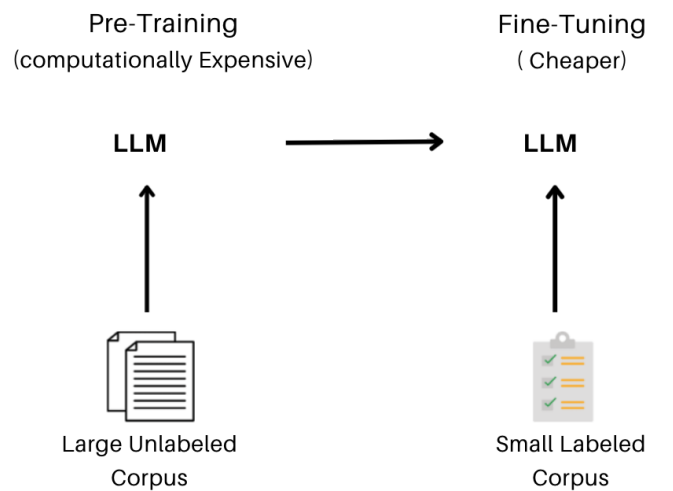 Pre-Training
(computationally Expensive)
Fine-Tuning
( Cheaper)
LLM
LLM
Large Unlabeled
Corpus
Small Labeled
Corpus